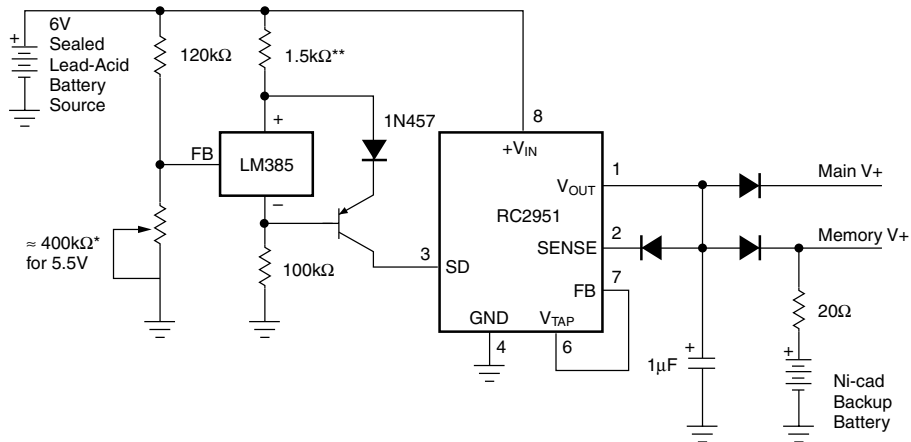 6V
Sealed
Lead-Acid
Battery
Source
+
120kΩ
1.5kΩ**
1N457
+
FB
LM385
–
≈ 400kΩ*
for 5.5V
100kΩ
8
+VIN
1
VOUT
Main V+
RC2951
2
SENSE
Memory V+
3
SD
7
FB
GND
VTAP
4
6
20Ω
+
1µF
+
Ni-cad
Backup
Battery